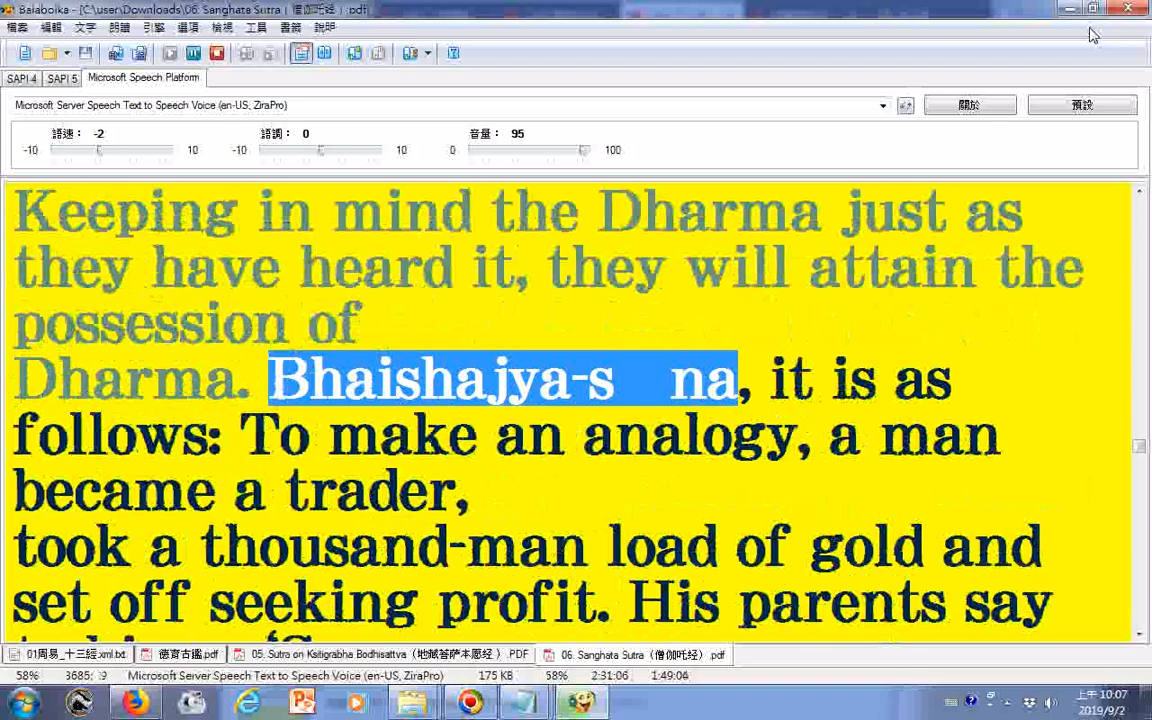 Balabolka - [C:\user\Downloads\06. Sanghata Sutra（僧伽吒经）.pdf]
檔案 編輯 文字 朗讀 引擎 選項 檢視 工具 書籤 說明
SAPI 4 SAPI 5 Microsoft Speech Platform
Microsoft Server Speech Text to Speech Voice (en-US, ZiraPro) 關於 預設
語速： -2 語調： 0 音量： 95
-10 10 -10 10 0 100
Keeping in mind the Dharma just as
they have heard it, they will attain the
possession of
Dharma. Bhaishajya-s na, it is as
follows: To make an analogy, a man
became a trader,
took a thousand-man load of gold and
set off seeking profit. His parents say
01周易_十三經.xml.txt 德育古鑑.pdf 05. Sutra on Ksitigrabha Bodhisattva（地藏菩萨本愿经）.PDF 06. Sanghata Sutra（僧伽吒经）.pdf
58% Microsoft Server Speech Text to Speech Voice (en-US, ZiraPro) 175 KB 58% 2:31:06 1:49:04
上午 10:07
2019/9/2